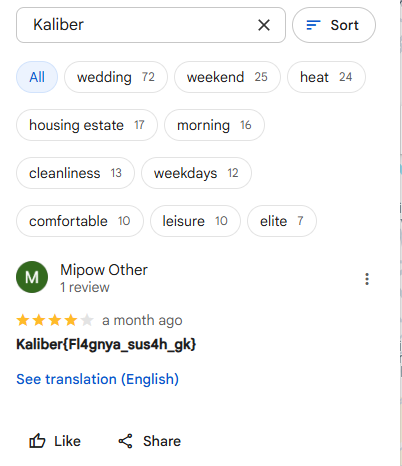 Kaliber
Sort
All
wedding 72
weekend 25
heat 24
housing estate 17
morning 16
cleanliness 13
weekdays 12
comfortable 10
leisure 10
elite 7
M
Mipow Other
1 review
a month ago
Kaliber{Fl4gnya_sus4h_gk}
See translation (English)
Like
Share